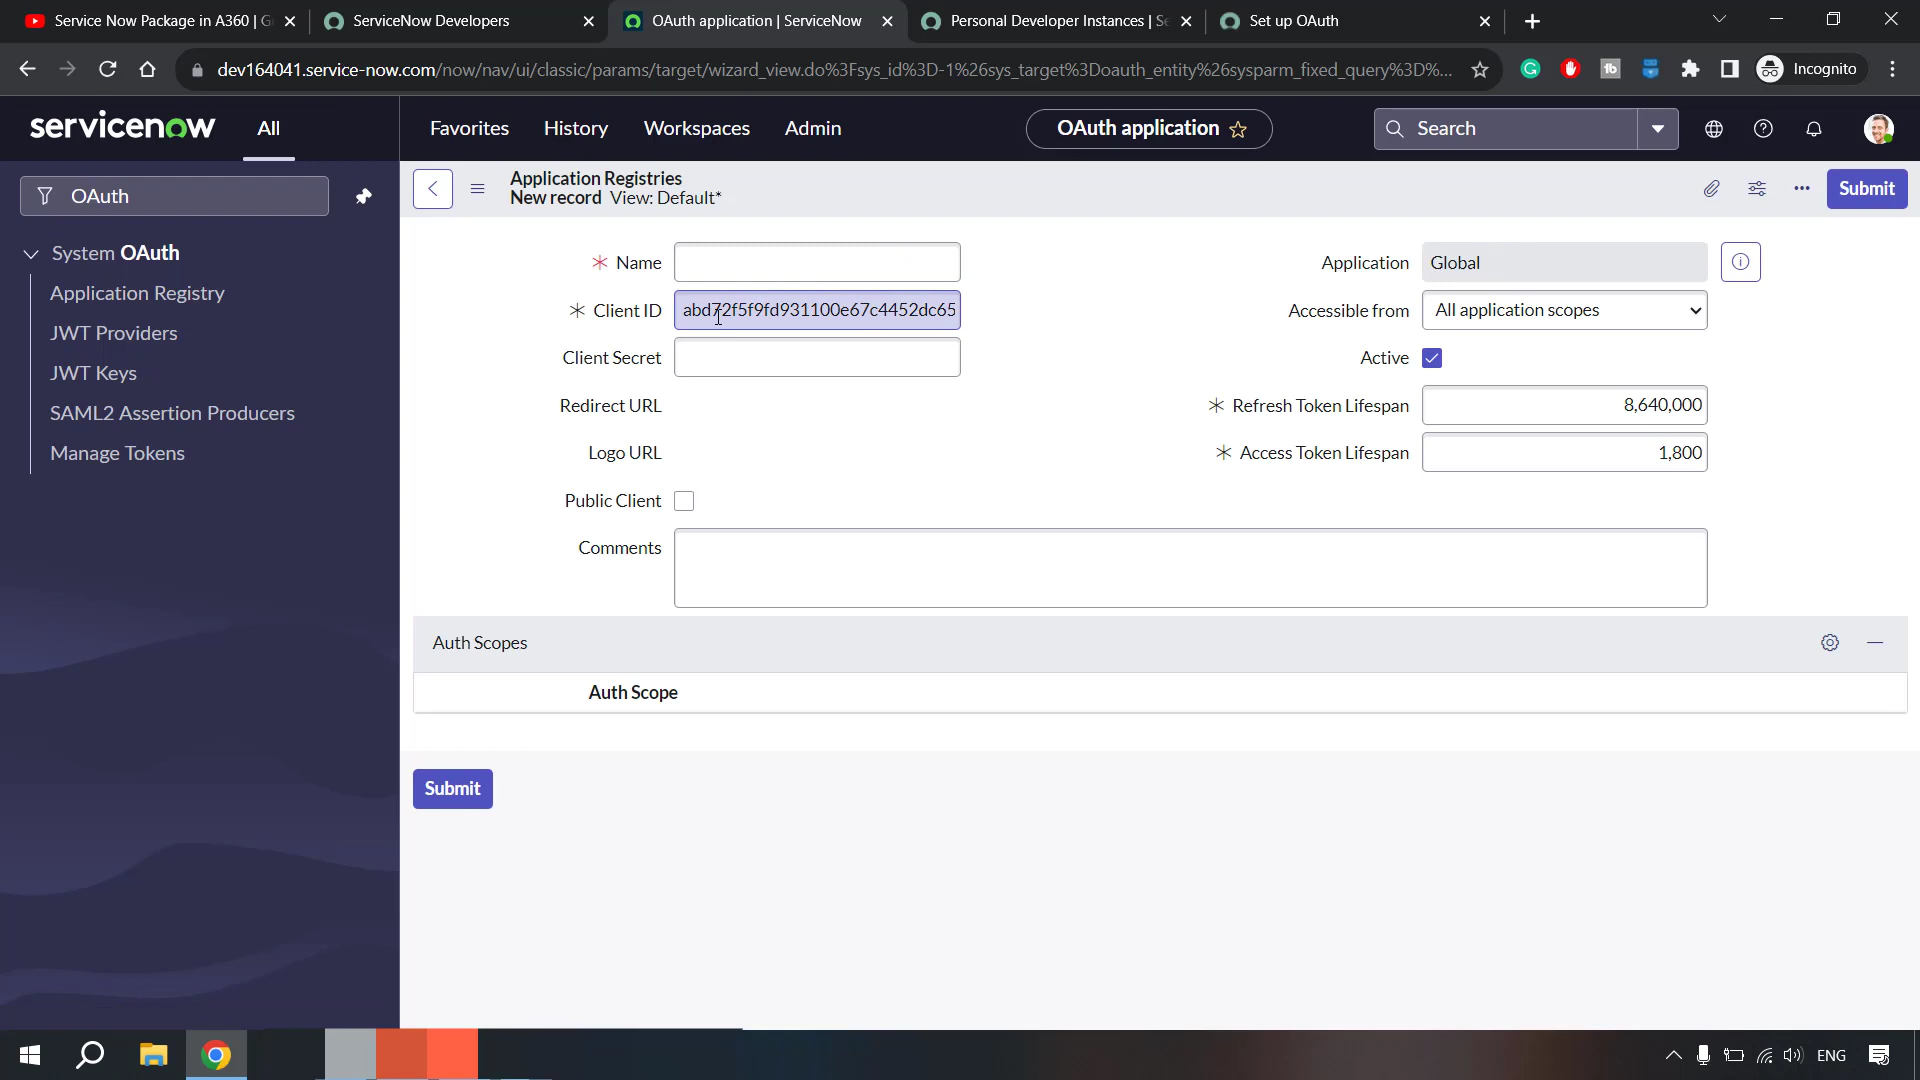 Service Now Package in A360 | G
ServiceNow Developers
OAuth application | ServiceNow
Personal Developer Instances | Se
Set up OAuth
dev164041.service-now.com/now/nav/ui/classic/params/target/wizard_view.do%3Fsys_id%3D-1%26sys_target%3Doauth_entity%26sysparm_fixed_query%3D%...
Incognito
servicenow
All
Favorites
History
Workspaces
Admin
OAuth application
Search
OAuth
System OAuth
Application Registry
JWT Providers
JWT Keys
SAML2 Assertion Producers
Manage Tokens
Application Registries
New record View: Default*
Submit
* Name
* Client ID abd72f5f9fd931100e67c4452dc65
Client Secret
Redirect URL
Logo URL
Public Client
Comments
Application Global
Accessible from All application scopes
Active
* Refresh Token Lifespan 8,640,000
* Access Token Lifespan 1,800
Auth Scopes
Auth Scope
Submit
ENG